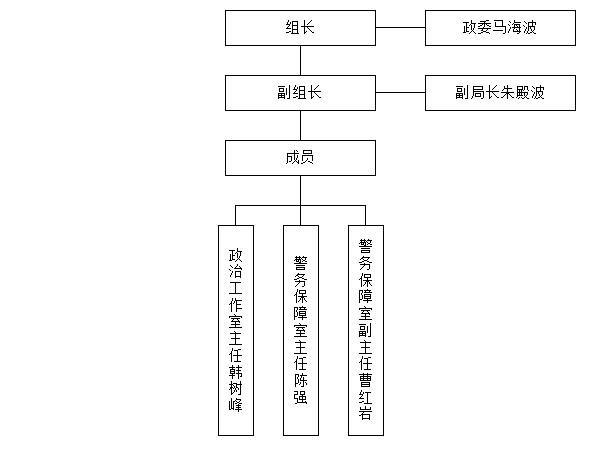 组长
政委马海波
副组长
副局长朱殿波
成员
政治工作室主任韩树峰
警务保障室主任陈强
警务保障室副主任曹红岩